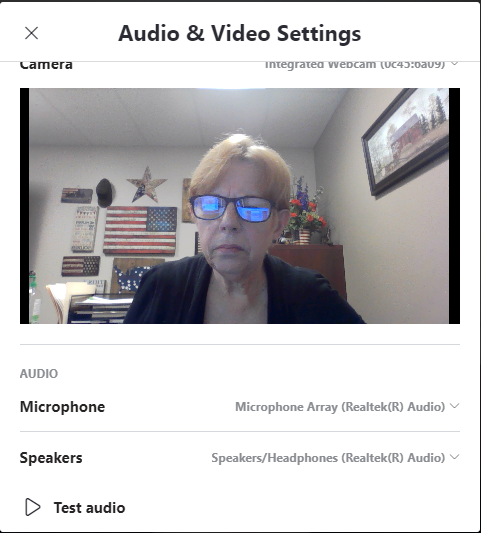 Audio & Video Settings
Camera Integrated Webcam (0c45:6a09)
AUDIO
Microphone Microphone Array (Realtek(R) Audio)
Speakers Speakers/Headphones (Realtek(R) Audio)
Test audio